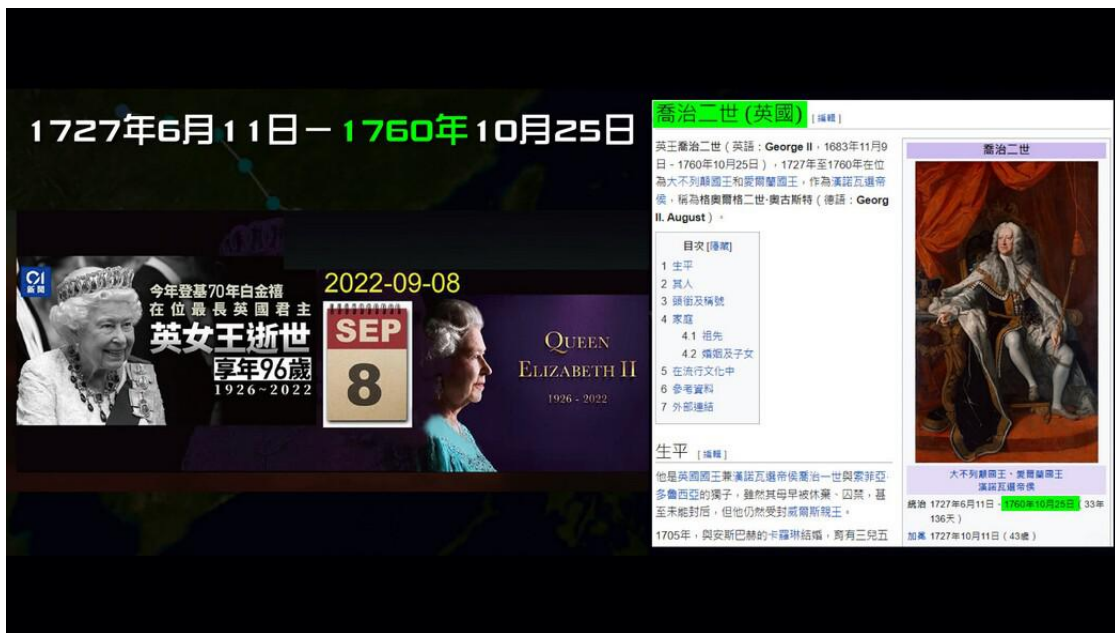 1727年6月11日－1760年10月25日
01
新聞
今年登基70年白金禧
在位最長英國君主
英女王逝世
享年96歲
1926~2022
2022-09-08
SEP
8
QUEEN
ELIZABETH II
1926 - 2022
喬治二世 (英國) [編輯]
英王喬治二世（英語：George II，1683年11月9
日－1760年10月25日），1727年至1760年在位
為大不列顛國王和愛爾蘭國王，作為漢諾瓦選帝
侯，稱為格奧爾格二世·奧古斯特（德語：Georg
II. August）。
目次 [隱藏]
1 生平
2 其人
3 頭銜及稱號
4 家庭
4.1 祖先
4.2 婚姻及子女
5 在流行文化中
6 參考資料
7 外部連結
生平 [編輯]
他是英國國王兼漢諾瓦選帝侯喬治一世與索菲亞·
多魯西亞的獨子，雖然其母早被休棄、囚禁，甚
至未能封后，但他仍然受封威爾斯親王。
1705年，與安斯巴赫的卡羅琳結婚，育有三兒五
喬治二世
大不列顛國王、愛爾蘭國王
漢諾瓦選帝侯
統治 1727年6月11日－1760年10月25日（33年
136天）
加冕 1727年10月11日（43歲）